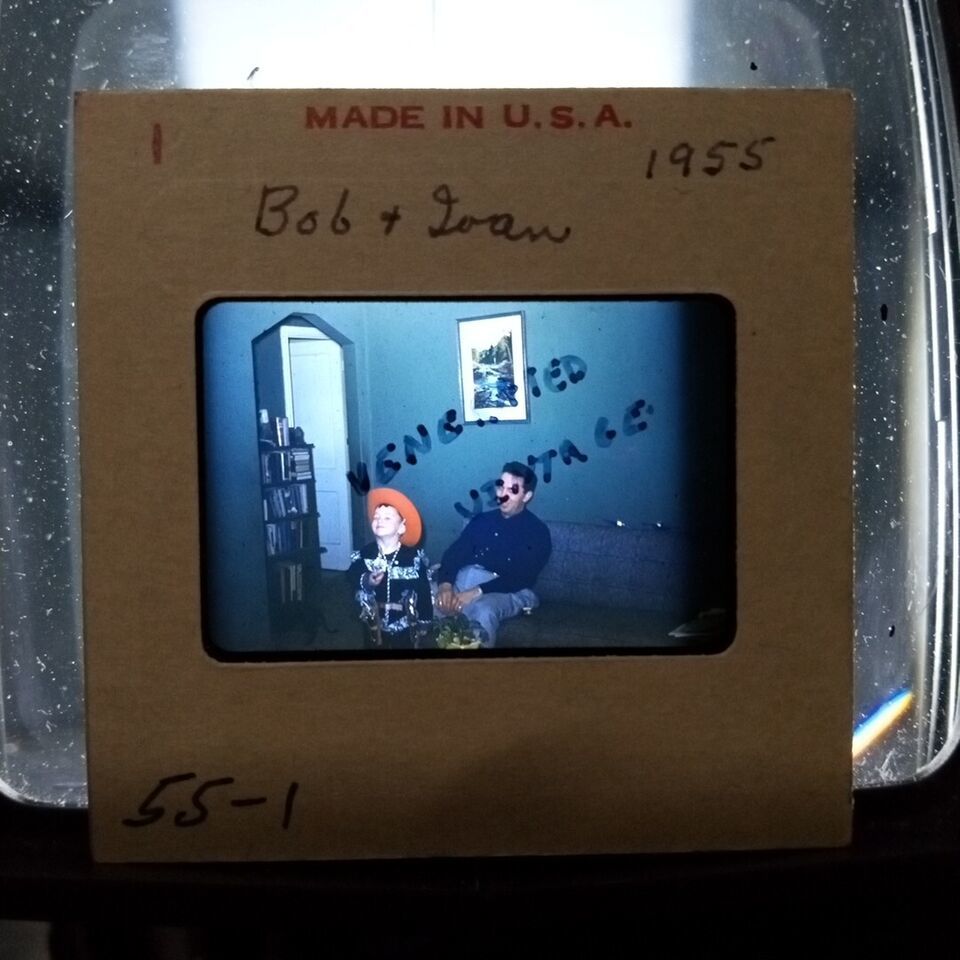 MADE IN U.S.A.
1
1955
Bob + Joan
VINTAGE
55-1